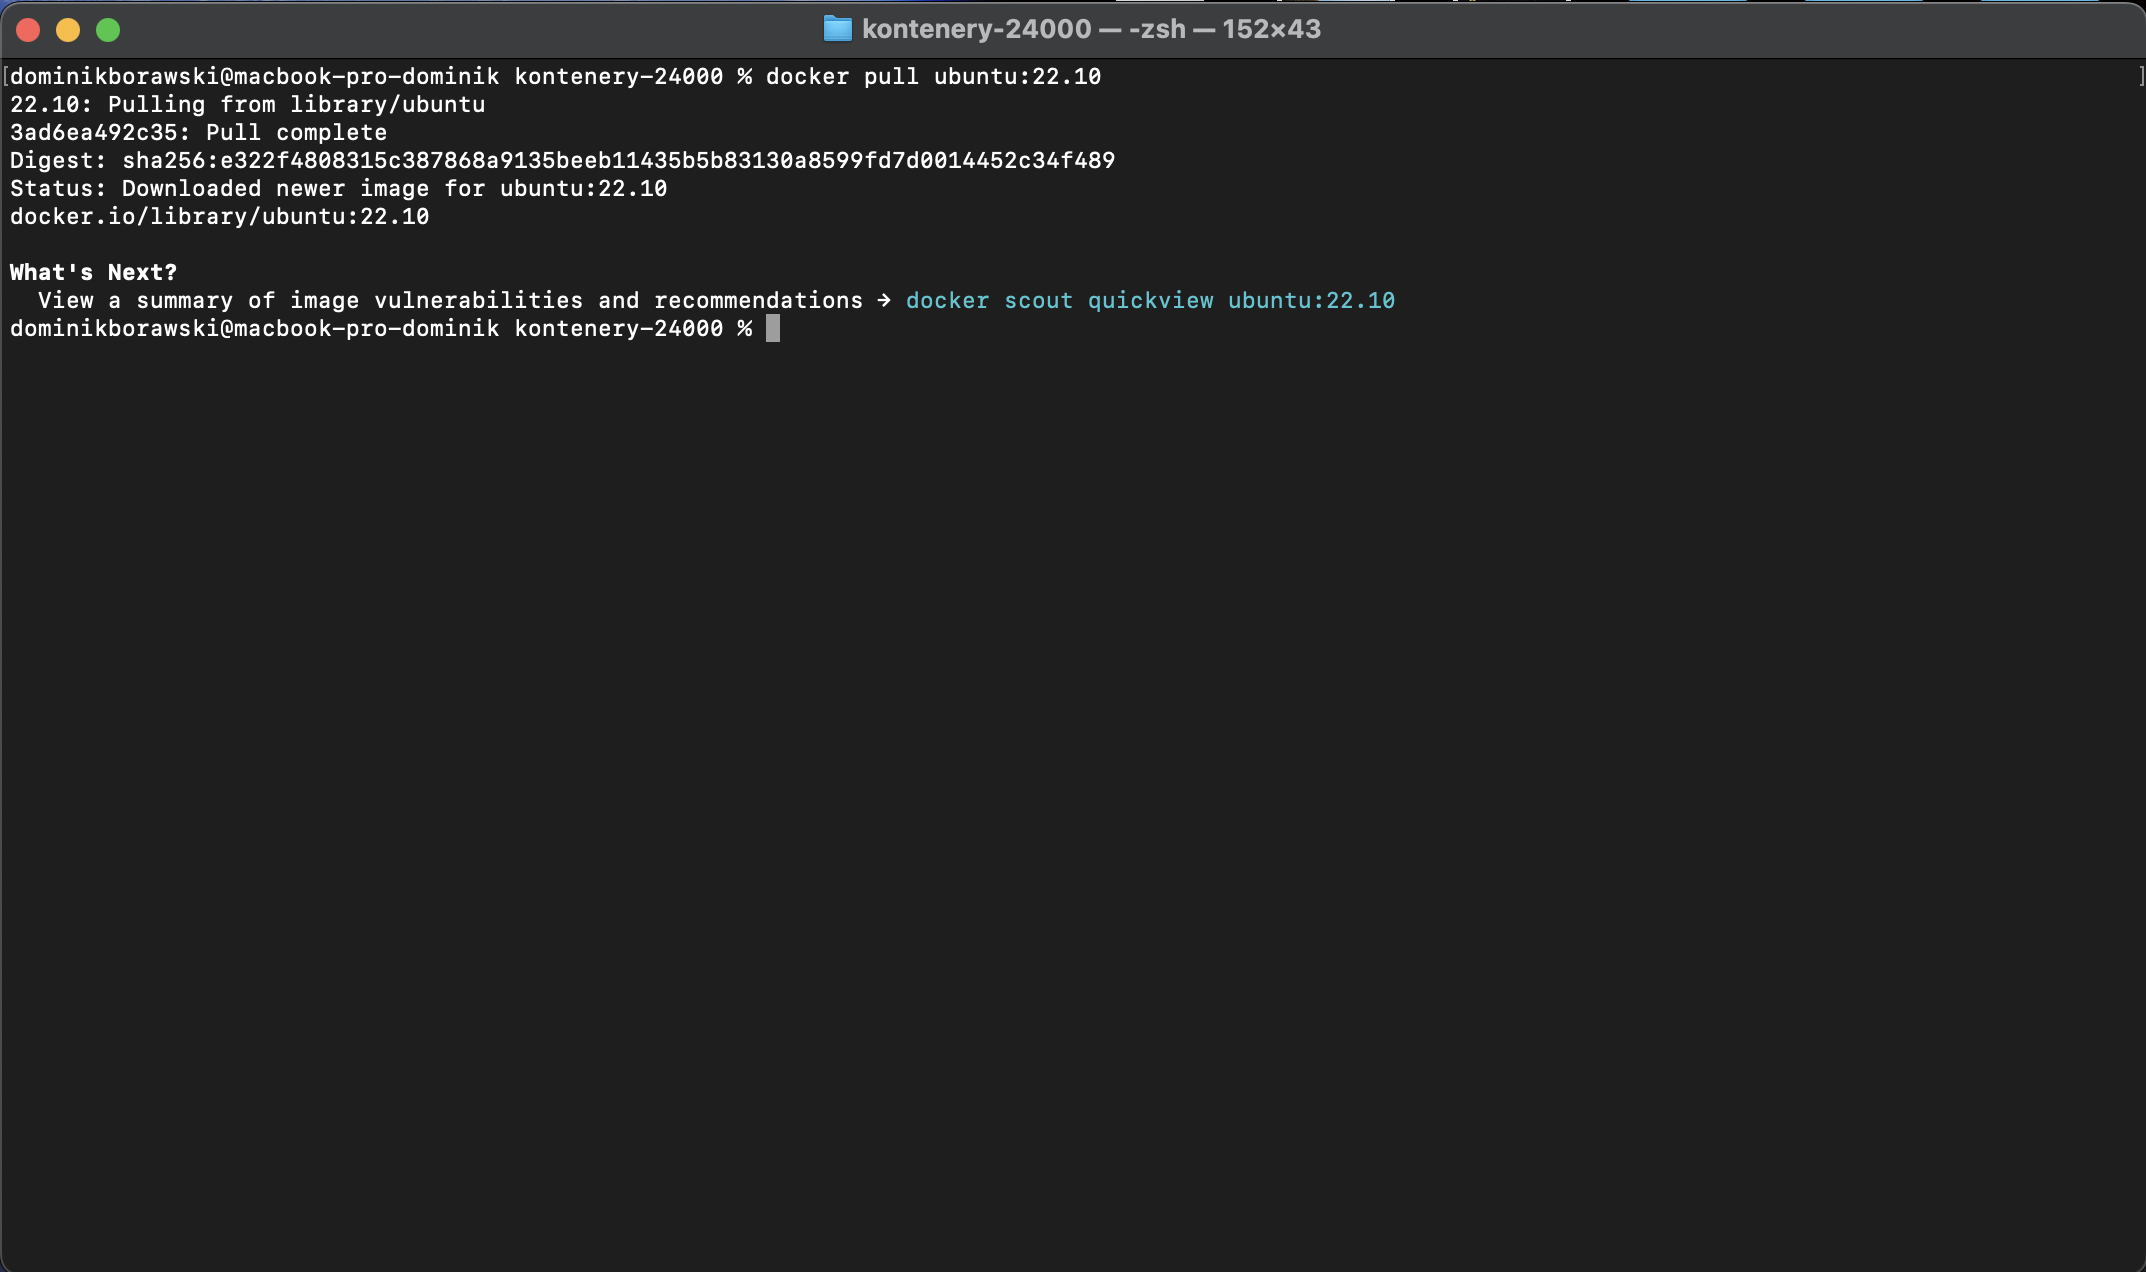 kontenery-24000 — -zsh — 152×43
[dominikborawski@macbook-pro-dominik kontenery-24000 % docker pull ubuntu:22.10 ]
22.10: Pulling from library/ubuntu
3ad6ea492c35: Pull complete
Digest: sha256:e322f4808315c387868a9135beeb11435b5b83130a8599fd7d0014452c34f489
Status: Downloaded newer image for ubuntu:22.10
docker.io/library/ubuntu:22.10
What's Next?
View a summary of image vulnerabilities and recommendations → docker scout quickview ubuntu:22.10
dominikborawski@macbook-pro-dominik kontenery-24000 %